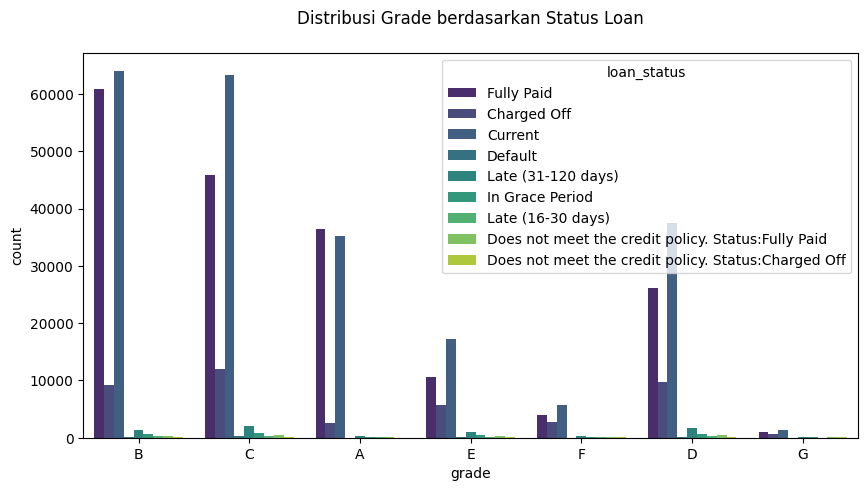 Distribusi Grade berdasarkan Status Loan
loan_status
Fully Paid
Charged Off
Current
Default
Late (31-120 days)
In Grace Period
Late (16-30 days)
Does not meet the credit policy. Status:Fully Paid
Does not meet the credit policy. Status:Charged Off
count
60000
50000
40000
30000
20000
10000
0
B C A E F D G
grade